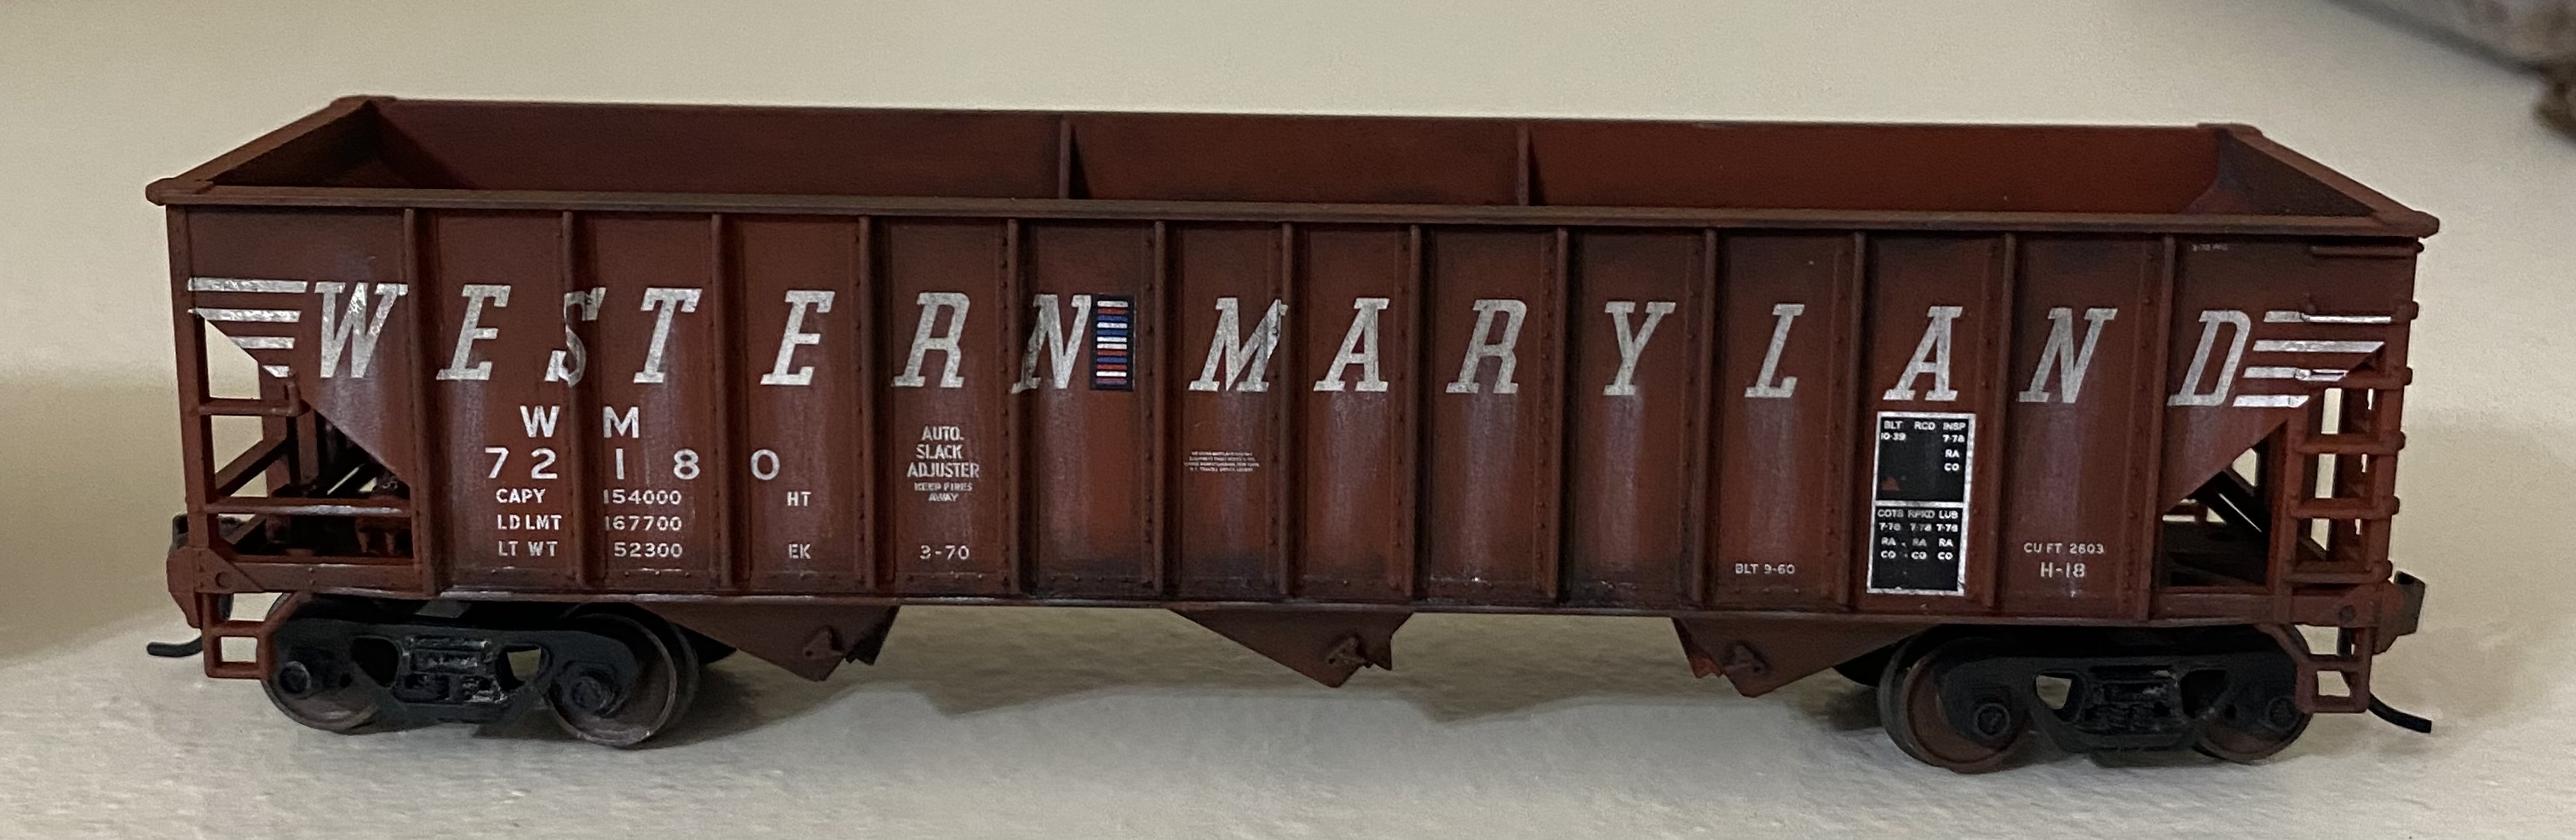 WESTERN MARYLAND
WM
72180
CAPY 154000 HT
LD LMT 167700
LT WT 52300 EK
AUTO.
SLACK
ADJUSTER
KEEP FIRES
AWAY
3-70
BLT 9-60
BLT RCD INSP
10-39 7-78
RA
CO
COTS RPKD LUB
7-78 7-78 7-78
RA RA RA
CO CO CO
CU FT 2603
H-18